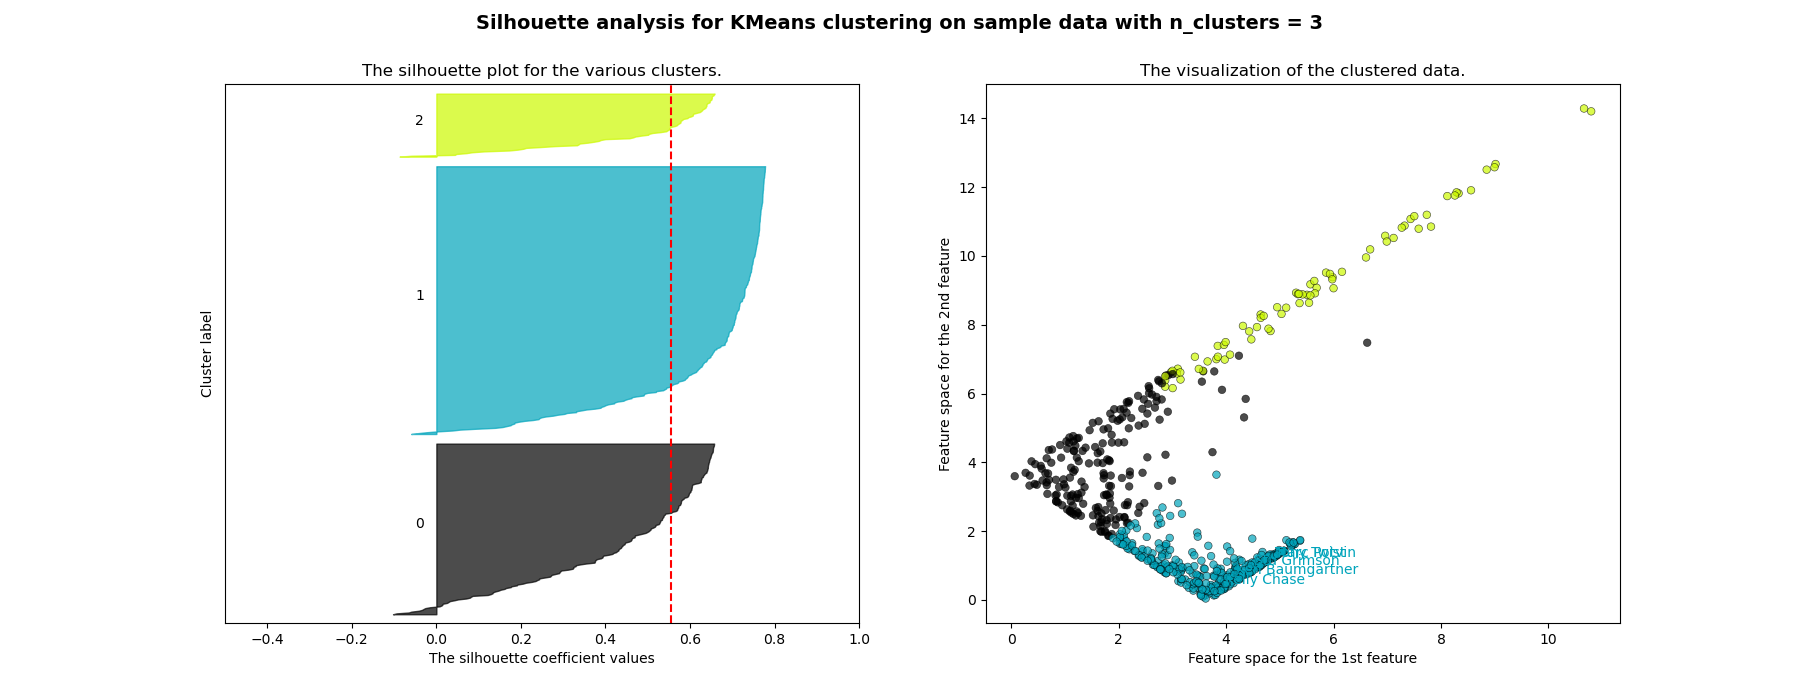 Silhouette analysis for KMeans clustering on sample data with n_clusters = 3
The silhouette plot for the various clusters.
2
1
0
Cluster label
−0.4 −0.2 0.0 0.2 0.4 0.6 0.8 1.0
The silhouette coefficient values
The visualization of the clustered data.
14
12
10
8
6
4
2
0
Feature space for the 2nd feature
Grimson
Baumgartner
Chase
0 2 4 6 8 10
Feature space for the 1st feature